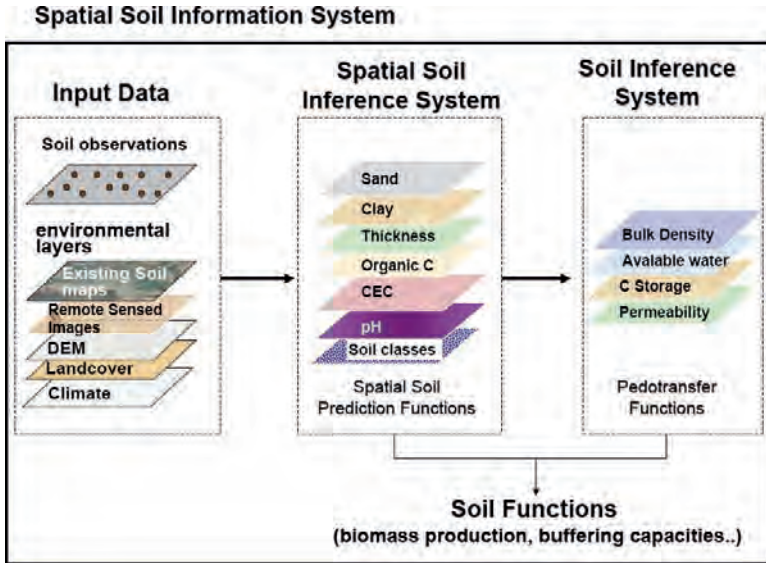 Spatial Soil Information System
Input Data
Soil observations
environmental
layers
Existing Soil
maps
Remote Sensed
Images
DEM
Landcover
Climate
Spatial Soil
Inference System
Sand
Clay
Thickness
Organic C
CEC
pH
Soil classes
Spatial Soil
Prediction Functions
Soil Inference
System
Bulk Density
Avalable water
C Storage
Permeability
Pedotransfer
Functions
Soil Functions
(biomass production, buffering capacities..)